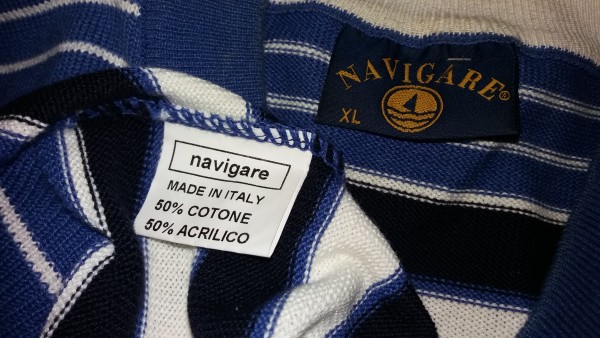 NAVIGARE®
XL
navigare
MADE IN ITALY
50% COTONE
50% ACRILICO